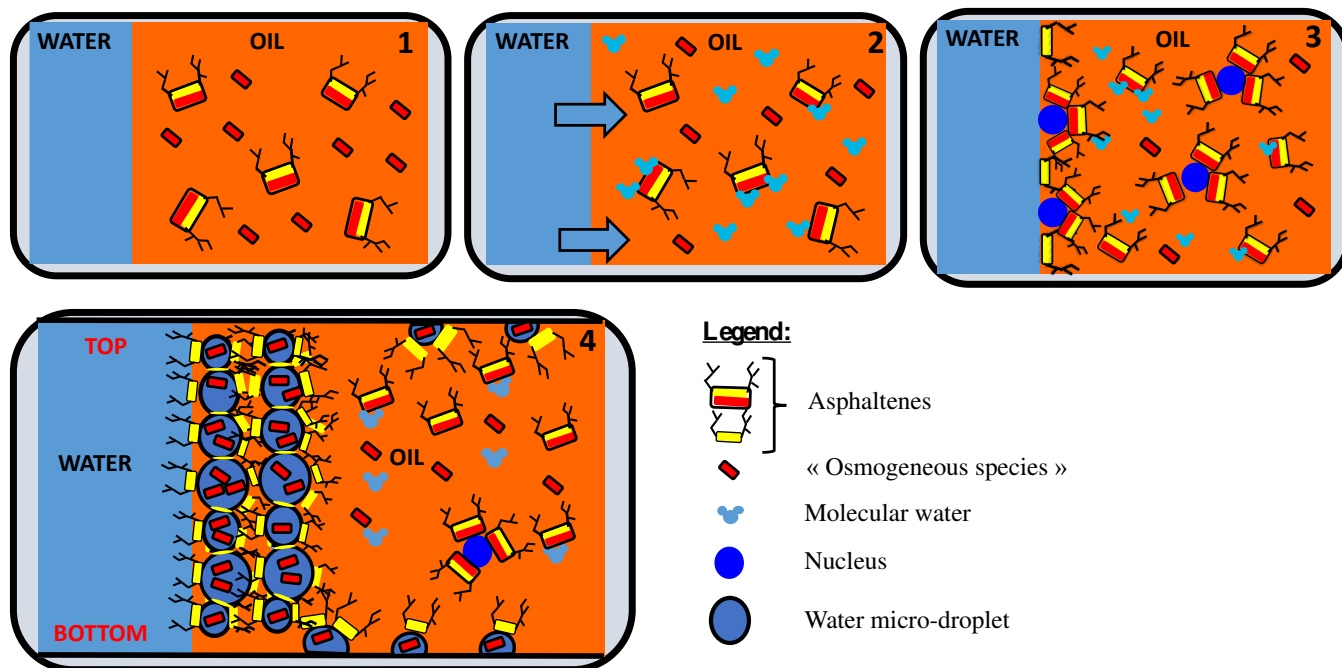 WATER OIL 1
WATER OIL 2
WATER OIL 3
TOP 4
WATER OIL
BOTTOM
Legend:
Asphaltenes
« Osmogeneous species »
Molecular water
Nucleus
Water micro-droplet